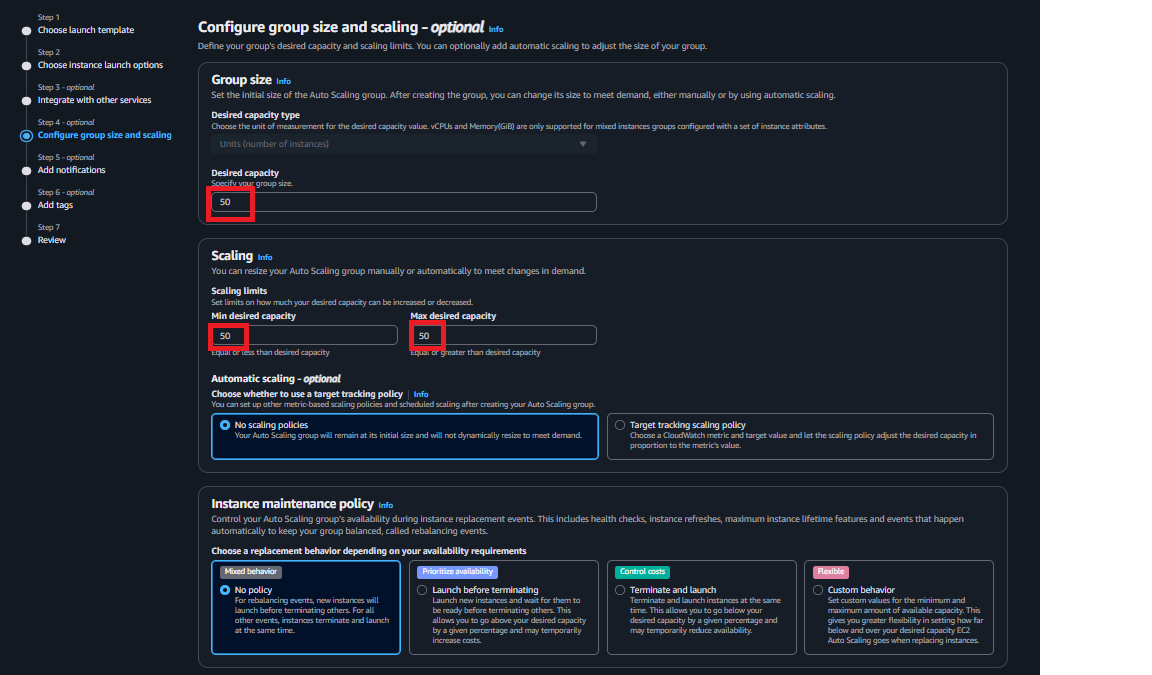 Step 1
Choose launch template
Step 2
Choose instance launch options
Step 3 - optional
Integrate with other services
Step 4 - optional
Configure group size and scaling
Step 5 - optional
Add notifications
Step 6 - optional
Add tags
Step 7
Review
Configure group size and scaling - optional Info
Define your group's desired capacity and scaling limits. You can optionally add automatic scaling to adjust the size of your group.
Group size Info
Set the initial size of the Auto Scaling group. After creating the group, you can change its size to meet demand, either manually or by using automatic scaling.
Desired capacity type
Choose the unit of measurement for the desired capacity value. vCPUs and Memory(GiB) are only supported for mixed instances groups configured with a set of instance attributes.
Units (number of instances)
Desired capacity
Specify your group size.
50
Scaling Info
You can resize your Auto Scaling group manually or automatically to meet changes in demand.
Scaling limits
Set limits on how much your desired capacity can be increased or decreased.
Min desired capacity
50
Equal or less than desired capacity
Max desired capacity
50
Equal or greater than desired capacity
Automatic scaling - optional
Choose whether to use a target tracking policy | Info
You can set up other metric-based scaling policies and scheduled scaling after creating your Auto Scaling group.
No scaling policies
Your Auto Scaling group will remain at its initial size and will not dynamically resize to meet demand.
Target tracking scaling policy
Choose a CloudWatch metric and target value and let the scaling policy adjust the desired capacity in
proportion to the metric's value.
Instance maintenance policy Info
Control your Auto Scaling group's availability during instance replacement events. This includes health checks, instance refreshes, maximum instance lifetime features and events that happen
automatically to keep your group balanced, called rebalancing events.
Choose a replacement behavior depending on your availability requirements
Mixed behavior
No policy
For rebalancing events, new instances will
launch before terminating others. For all
other events, instances terminate and launch
at the same time.
Prioritize availability
Launch before terminating
Launch new instances and wait for them to
be ready before terminating others. This
allows you to go above your desired capacity
by a given percentage and may temporarily
increase costs.
Control costs
Terminate and launch
Terminate and launch instances at the same
time. This allows you to go below your
desired capacity by a given percentage and
may temporarily reduce availability.
Flexible
Custom behavior
Set custom values for the minimum and
maximum amount of available capacity. This
gives you greater flexibility in setting how far
below and over your desired capacity EC2
Auto Scaling goes when replacing instances.